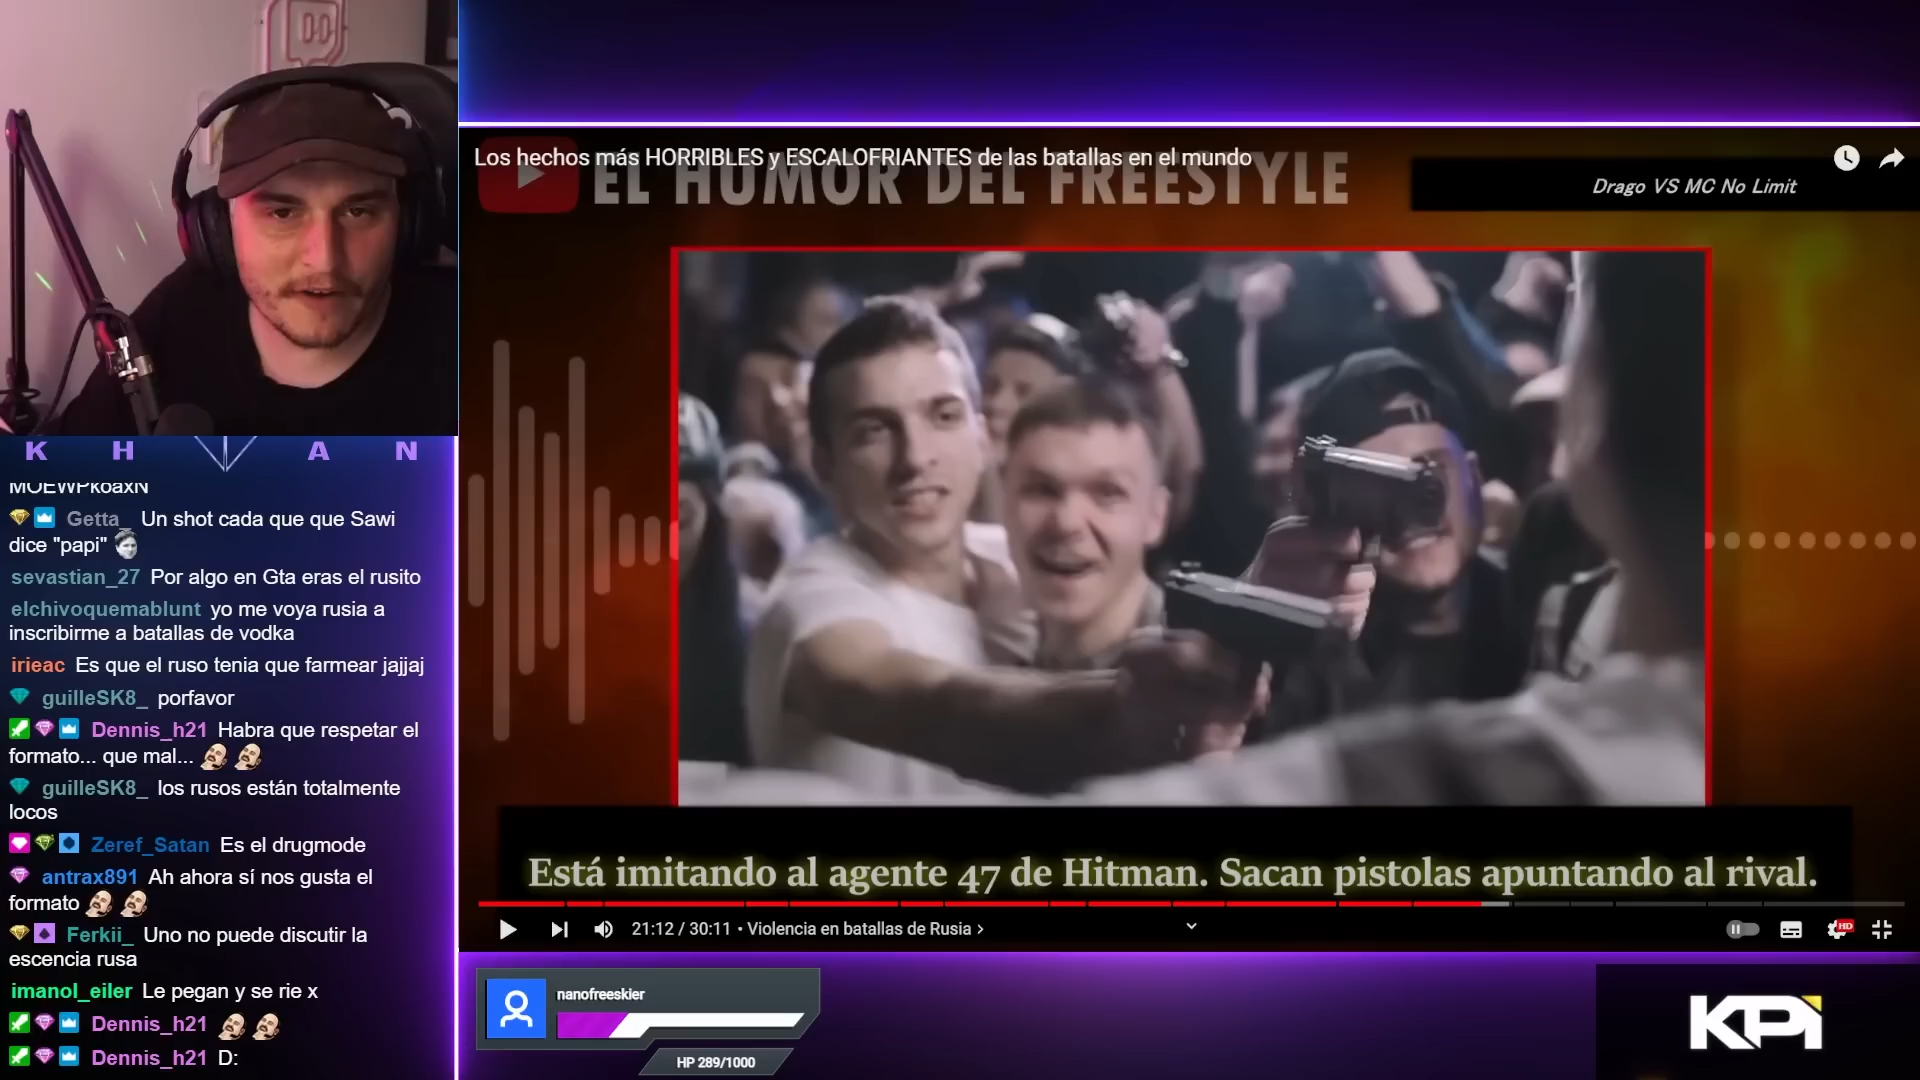 K H A N
MOEWPkoaxN
Getta_ Un shot cada que que Sawi
dice "papi"
sevastian_27 Por algo en Gta eras el rusito
elchivoquemablunt yo me voya rusia a
inscribirme a batallas de vodka
irieac Es que el ruso tenia que farmear jajjaj
guilleSK8_ porfavor
Dennis_h21 Habra que respetar el
formato... que mal...
guilleSK8_ los rusos están totalmente
locos
Zeref_Satan Es el drugmode
antrax891 Ah ahora sí nos gusta el
formato
Ferkii_ Uno no puede discutir la
escencia rusa
imanol_eiler Le pegan y se rie x
Dennis_h21
Dennis_h21 D:
Los hechos más HORRIBLES y ESCALOFRIANTES de las batallas en el mundo
EL HUMOR DEL FREESTYLE
Drago VS MC No Limit
Está imitando al agente 47 de Hitman. Sacan pistolas apuntando al rival.
21:12 / 30:11 • Violencia en batallas de Rusia ›
HD
nanofreeskier
HP 289/1000
KPi